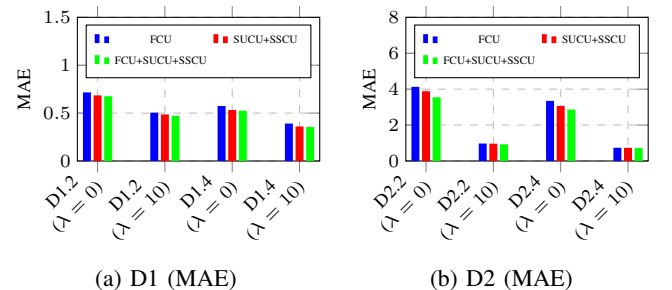 1.5
1
0.5
0
MAE
FCU SUCU+SSCU
FCU+SUCU+SSCU
D1.2 (λ = 0)
D1.2 (λ = 10)
D1.4 (λ = 0)
D1.4 (λ = 10)
(a) D1 (MAE)
8
6
4
2
0
MAE
FCU SUCU+SSCU
FCU+SUCU+SSCU
D2.2 (λ = 0)
D2.2 (λ = 10)
D2.4 (λ = 0)
D2.4 (λ = 10)
(b) D2 (MAE)